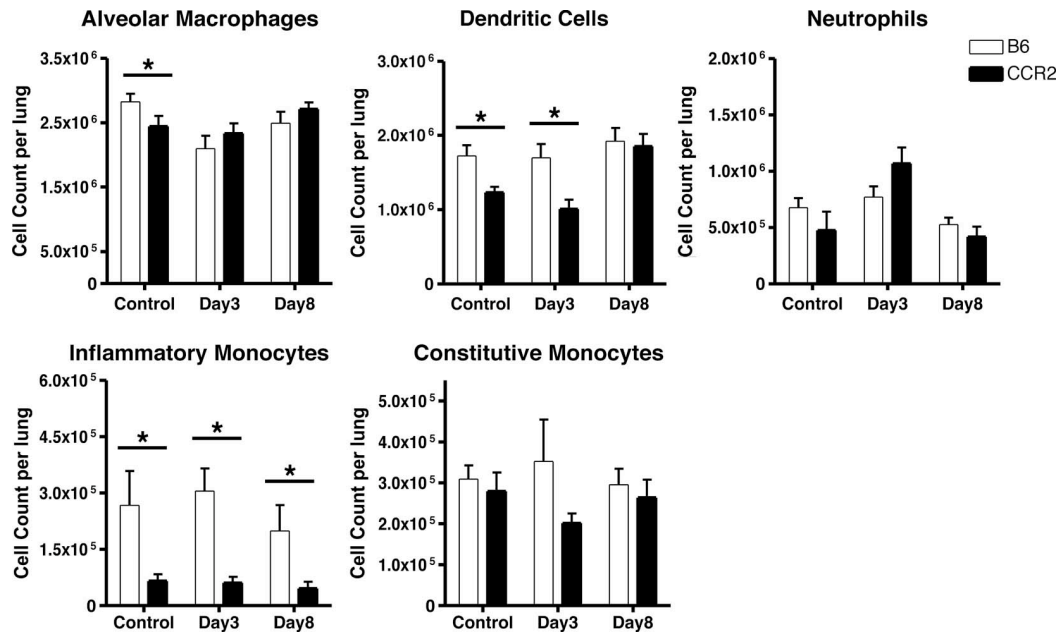 Alveolar Macrophages
Cell Count per lung
3.5x10⁶
2.5x10⁶
1.5x10⁶
5.0x10⁵
0
*
Control Day3 Day8
Dendritic Cells
Cell Count per lung
3.0x10⁶
2.0x10⁶
1.0x10⁶
0
* *
Control Day3 Day8
Neutrophils
Cell Count per lung
2.0x10⁶
1.5x10⁶
1.0x10⁶
5.0x10⁵
0
Control Day3 Day8
B6
CCR2
Inflammatory Monocytes
Cell Count per lung
6.0x10⁵
4.5x10⁵
3.0x10⁵
1.5x10⁵
0
* * *
Control Day3 Day8
Constitutive Monocytes
Cell Count per lung
5.0x10⁵
4.0x10⁵
3.0x10⁵
2.0x10⁵
1.0x10⁵
0
Control Day3 Day8